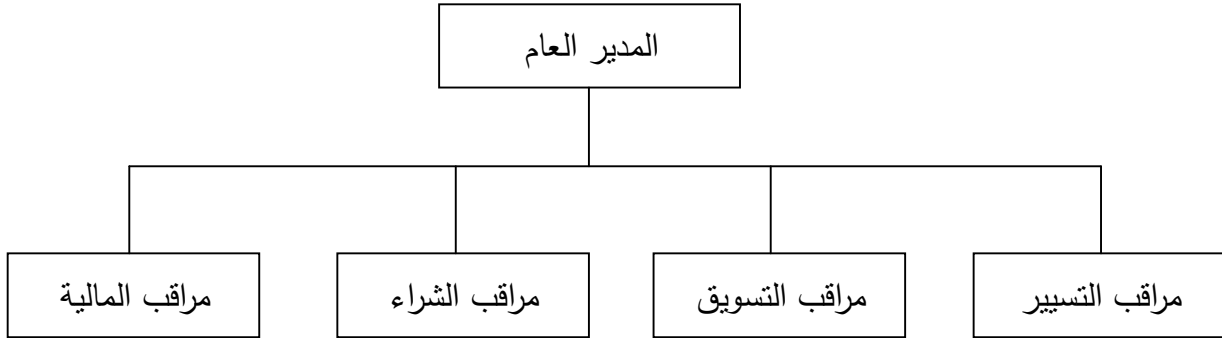 المدير العام
مراقب التسيير
مراقب التسويق
مراقب الشراء
مراقب المالية